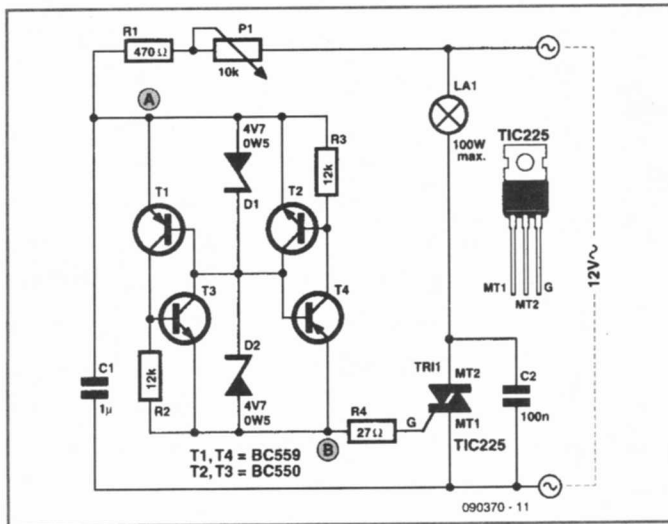 R1
470 Ω
P1
10k
A
4V7
0W5
D1
R3
12k
T1
T2
T3
T4
D2
4V7
0W5
C1
1µ
12k
R2
B
R4
27Ω
G
T1, T4 = BC559
T2, T3 = BC550
LA1
100W
max.
TIC225
MT1
MT2
G
12V~
TRI1
MT2
MT1
TIC225
C2
100n
090370 - 11